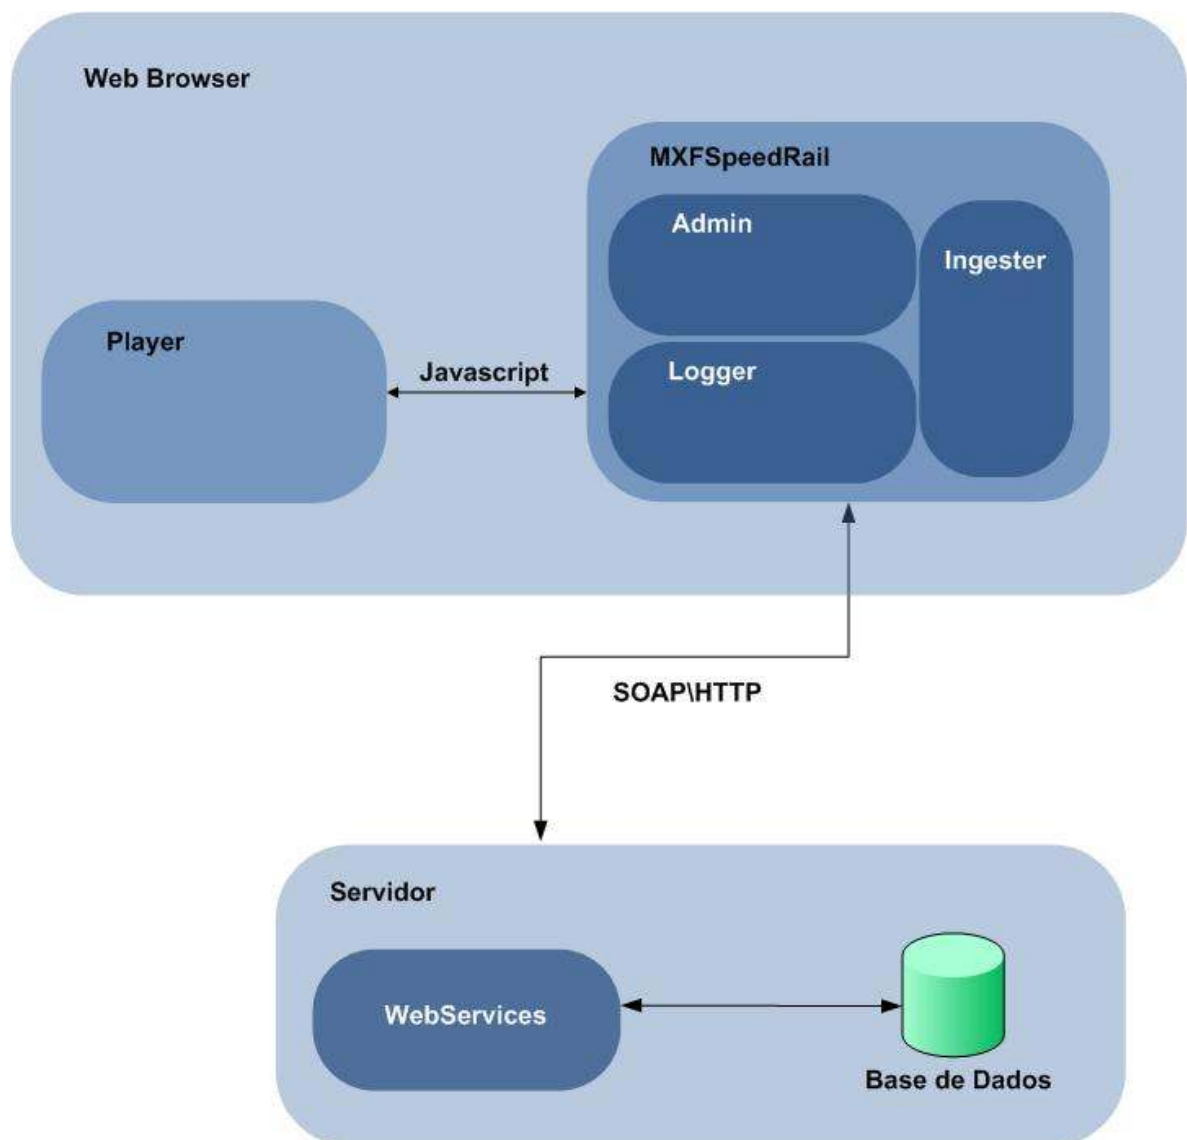 Web Browser
MXFSpeedRail
Admin
Ingester
Player
Javascript
Logger
SOAP\HTTP
Servidor
WebServices
Base de Dados